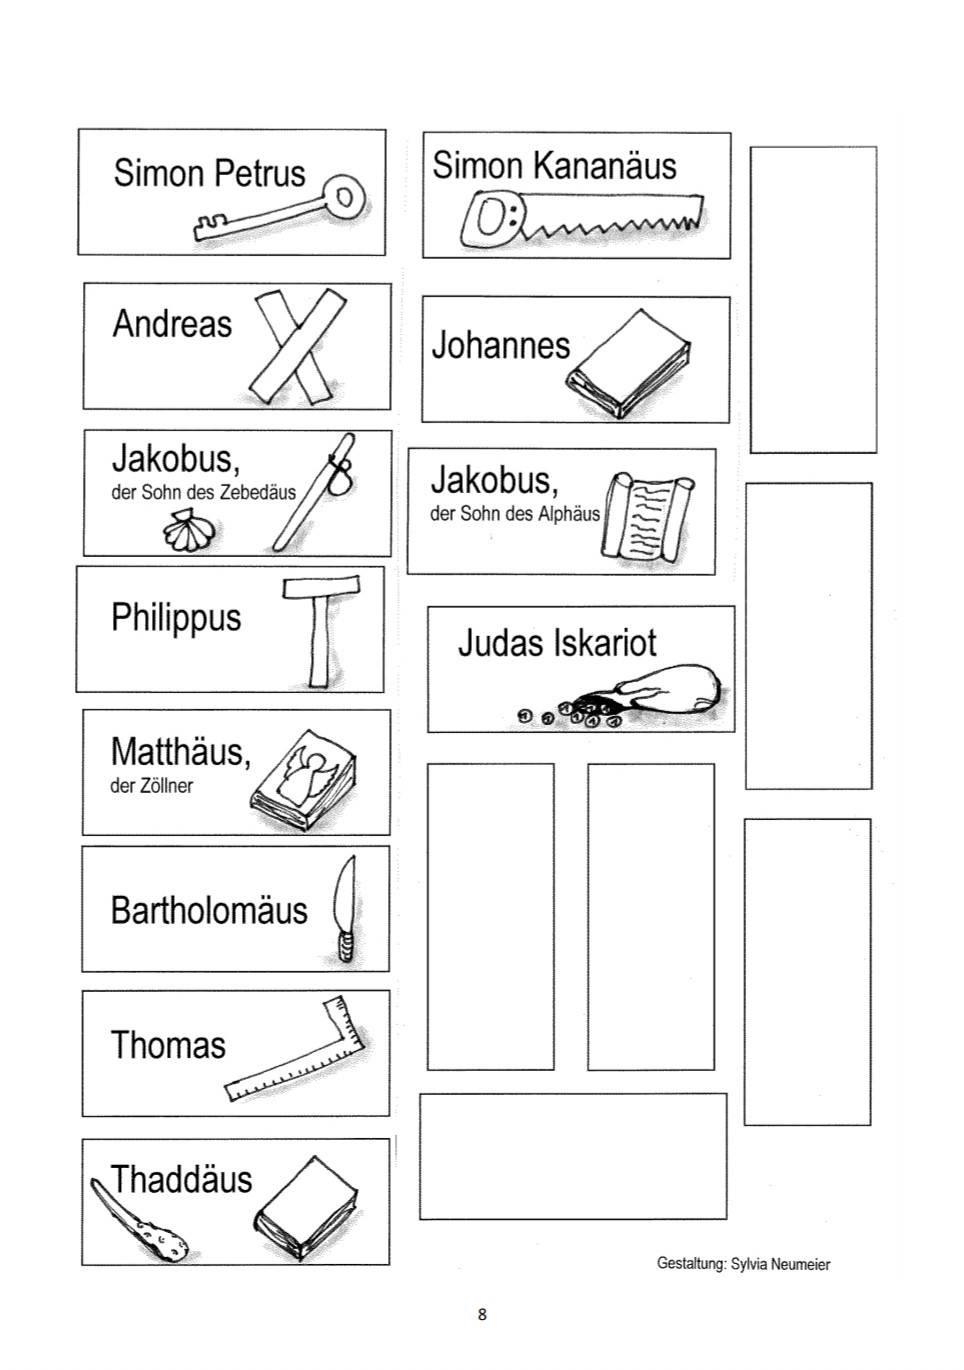 Simon Petrus
Andreas
Jakobus,
der Sohn des Zebedäus
Philippus
Matthäus,
der Zöllner
Bartholomäus
Thomas
Thaddäus
Simon Kananäus
Johannes
Jakobus,
der Sohn des Alphäus
Judas Iskariot
Gestaltung: Sylvia Neumeier
8